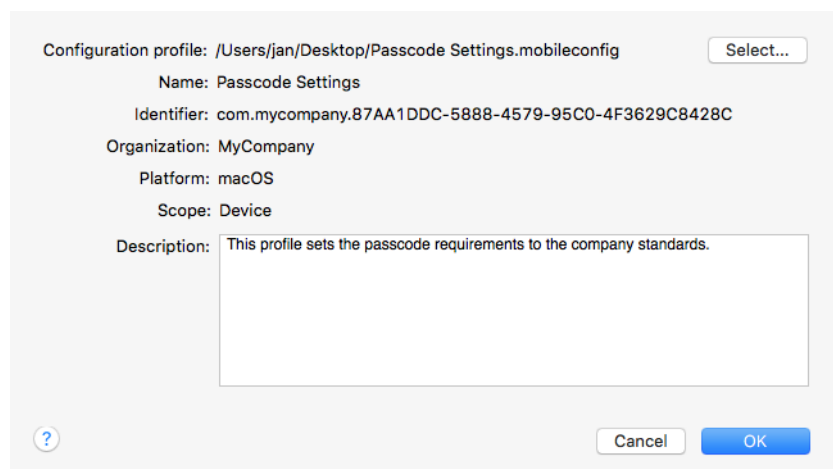 Configuration profile: /Users/jan/Desktop/Passcode Settings.mobileconfig Select...
Name: Passcode Settings
Identifier: com.mycompany.87AA1DDC-5888-4579-95C0-4F3629C8428C
Organization: MyCompany
Platform: macOS
Scope: Device
Description: This profile sets the passcode requirements to the company standards.
? Cancel OK